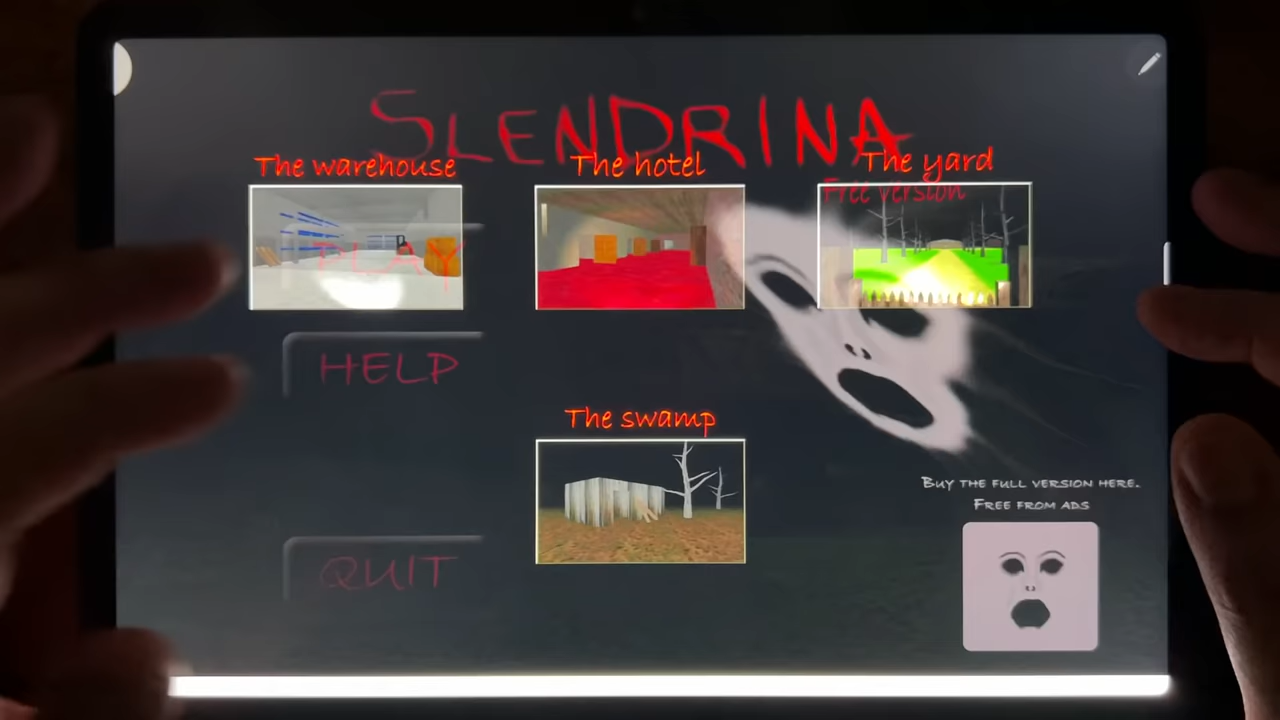 SLENDRINA
The warehouse
The hotel
The yard
Free version
PLAY
HELP
The swamp
BUY THE FULL VERSION HERE.
FREE FROM ADS
QUIT